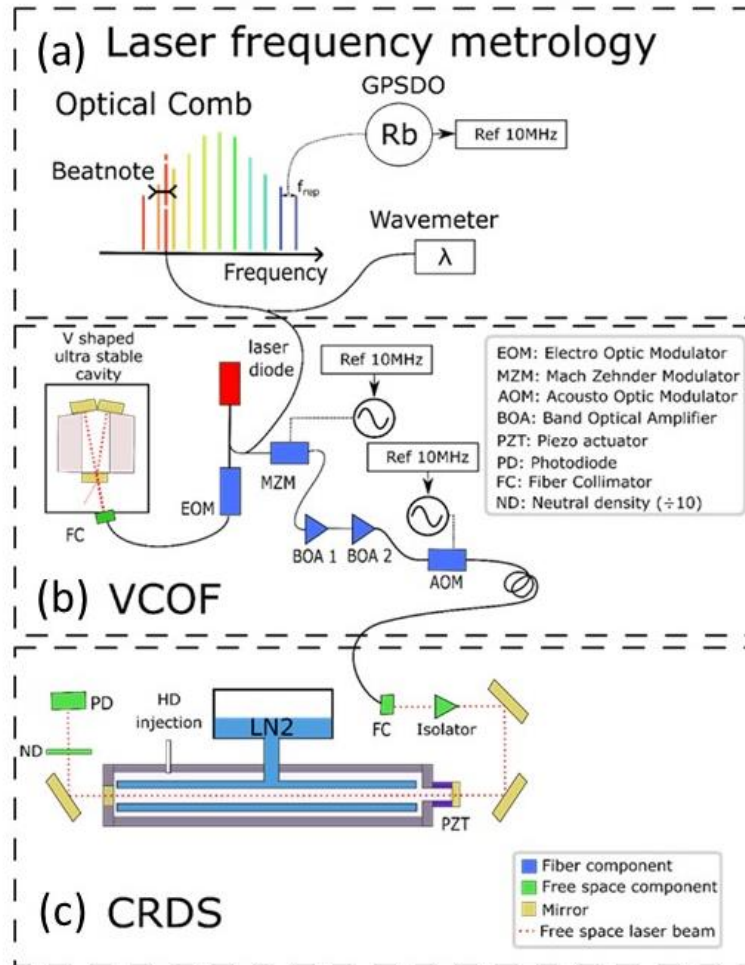 (a) Laser frequency metrology
GPSDO
Optical Comb
Rb
Ref 10MHz
Beatnote
f_rep
Wavemeter
λ
Frequency
V shaped
ultra stable
cavity
laser
diode
Ref 10MHz
EOM: Electro Optic Modulator
MZM: Mach Zehnder Modulator
AOM: Acousto Optic Modulator
BOA: Band Optical Amplifier
PZT: Piezo actuator
PD: Photodiode
FC: Fiber Collimator
ND: Neutral density (÷10)
Ref 10MHz
MZM
EOM
FC
BOA 1
BOA 2
AOM
(b) VCOF
PD
HD
injection
LN2
FC
Isolator
ND
PZT
Fiber component
Free space component
Mirror
Free space laser beam
(c) CRDS